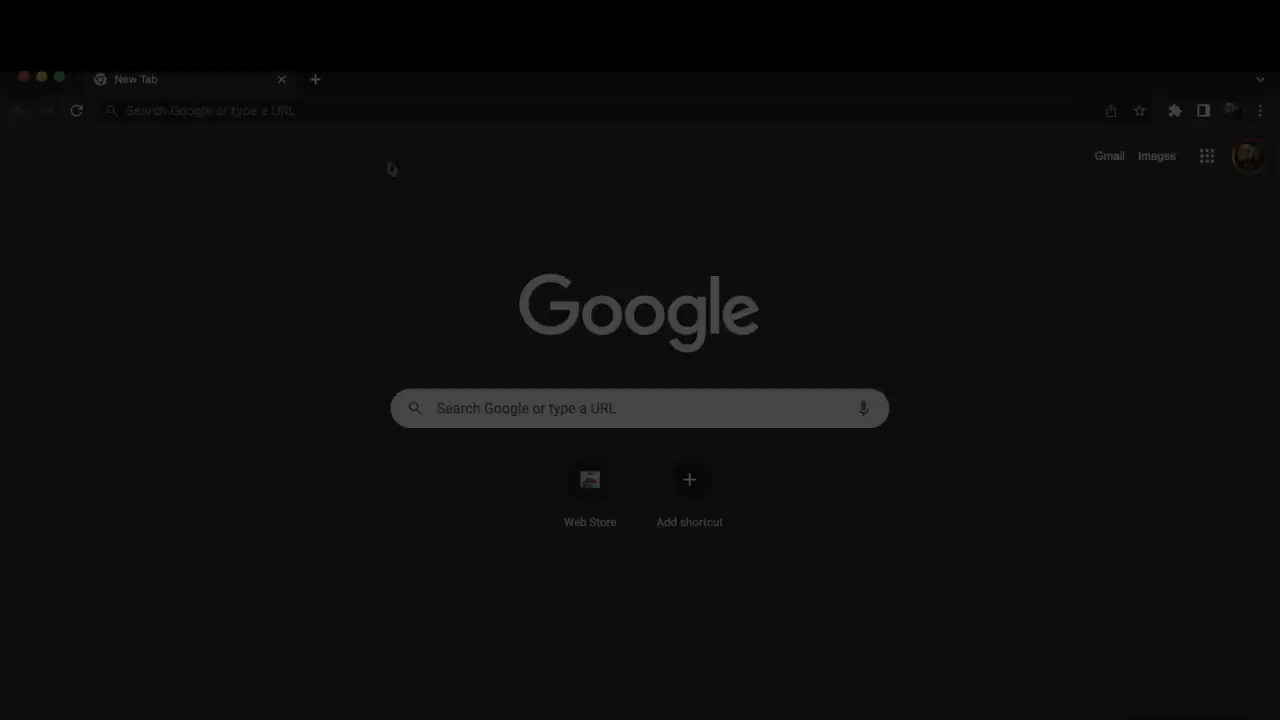 New Tab
Search Google or type a URL
Gmail Images
Google
Search Google or type a URL
Web Store Add shortcut